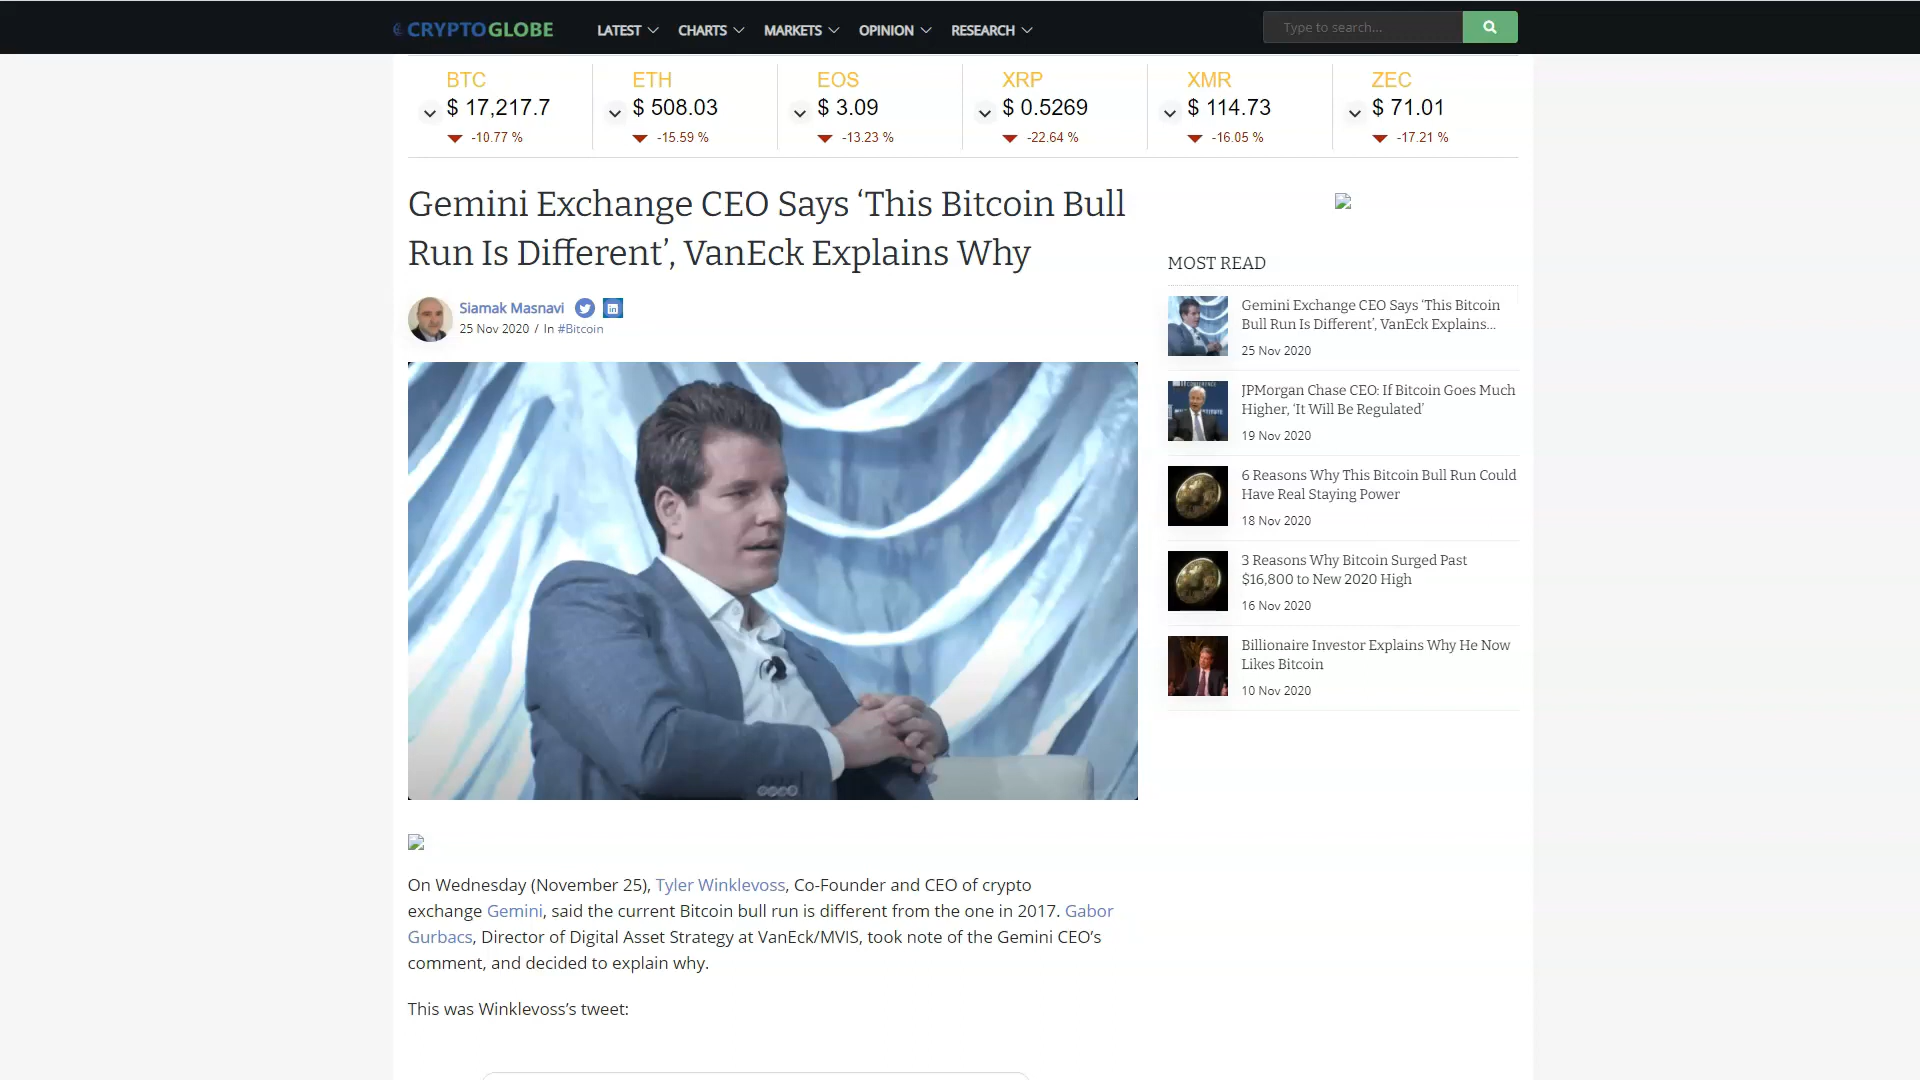 CRYPTOGLOBE
LATEST
CHARTS
MARKETS
OPINION
RESEARCH
Type to search...
BTC
$ 17,217.7
-10.77 %
ETH
$ 508.03
-15.59 %
EOS
$ 3.09
-13.23 %
XRP
$ 0.5269
-22.64 %
XMR
$ 114.73
-16.05 %
ZEC
$ 71.01
-17.21 %
Gemini Exchange CEO Says ‘This Bitcoin Bull
Run Is Different’, VanEck Explains Why
Siamak Masnavi
25 Nov 2020 / In #Bitcoin
On Wednesday (November 25), Tyler Winklevoss, Co-Founder and CEO of crypto
exchange Gemini, said the current Bitcoin bull run is different from the one in 2017. Gabor
Gurbacs, Director of Digital Asset Strategy at VanEck/MVIS, took note of the Gemini CEO’s
comment, and decided to explain why.
This was Winklevoss’s tweet:
MOST READ
Gemini Exchange CEO Says ‘This Bitcoin
Bull Run Is Different’, VanEck Explains...
25 Nov 2020
JPMorgan Chase CEO: If Bitcoin Goes Much
Higher, ‘It Will Be Regulated’
19 Nov 2020
6 Reasons Why This Bitcoin Bull Run Could
Have Real Staying Power
18 Nov 2020
3 Reasons Why Bitcoin Surged Past
$16,800 to New 2020 High
16 Nov 2020
Billionaire Investor Explains Why He Now
Likes Bitcoin
10 Nov 2020